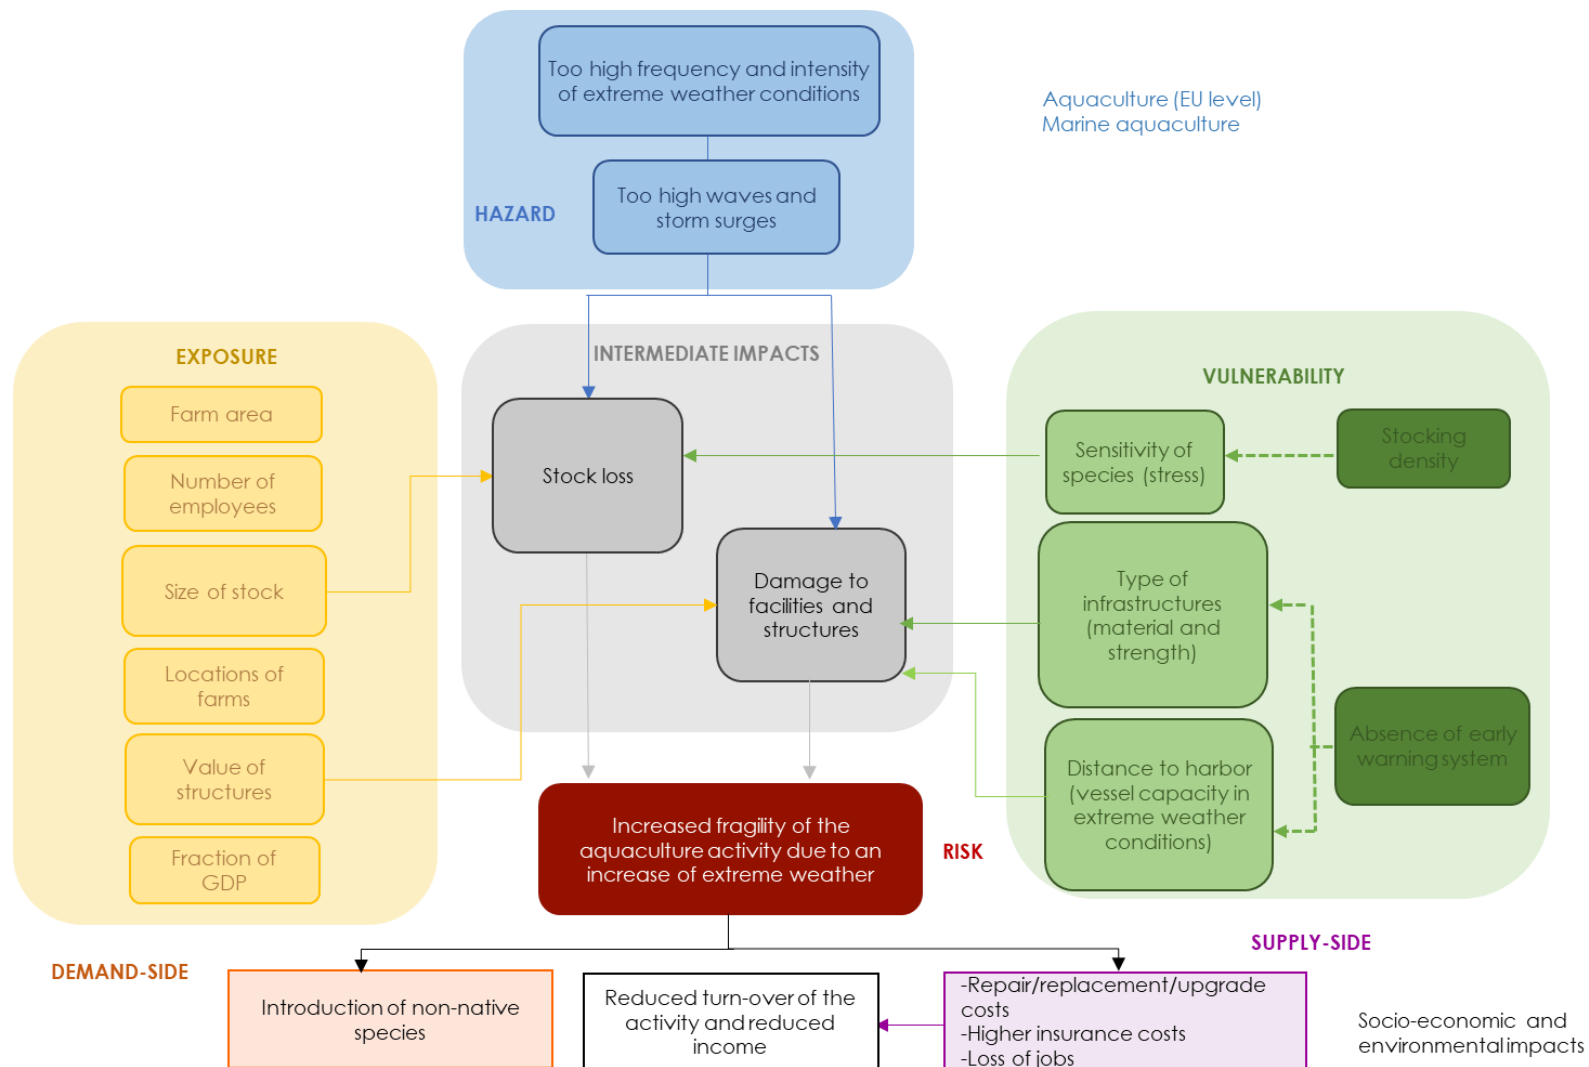 Too high frequency and intensity
of extreme weather conditions
Aquaculture (EU level)
Marine aquaculture
Too high waves and
storm surges
HAZARD
EXPOSURE
Farm area
Number of
employees
Size of stock
Locations of
farms
Value of
structures
Fraction of
GDP
INTERMEDIATE IMPACTS
Stock loss
Damage to
facilities and
structures
VULNERABILITY
Sensitivity of
species (stress)
Stocking
density
Type of
infrastructures
(material and
strength)
Absence of early
warning system
Distance to harbor
(vessel capacity in
extreme weather
conditions)
Increased fragility of the
aquaculture activity due to an
increase of extreme weather
RISK
DEMAND-SIDE
SUPPLY-SIDE
Introduction of non-native
species
Reduced turn-over of the
activity and reduced
income
-Repair/replacement/upgrade
costs
-Higher insurance costs
-Loss of jobs
Socio-economic and
environmental impacts